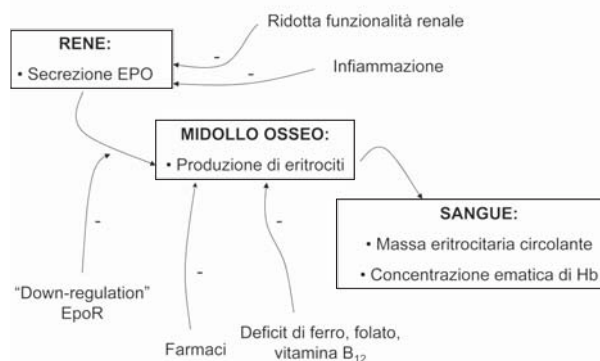 Ridotta funzionalità renale
RENE:
• Secrezione EPO
-
-
Infiammazione
MIDOLLO OSSEO:
• Produzione di eritrociti
-
-
-
SANGUE:
• Massa eritrocitaria circolante
• Concentrazione ematica di Hb
“Down-regulation”
EpoR
Farmaci
Deficit di ferro, folato,
vitamina B12